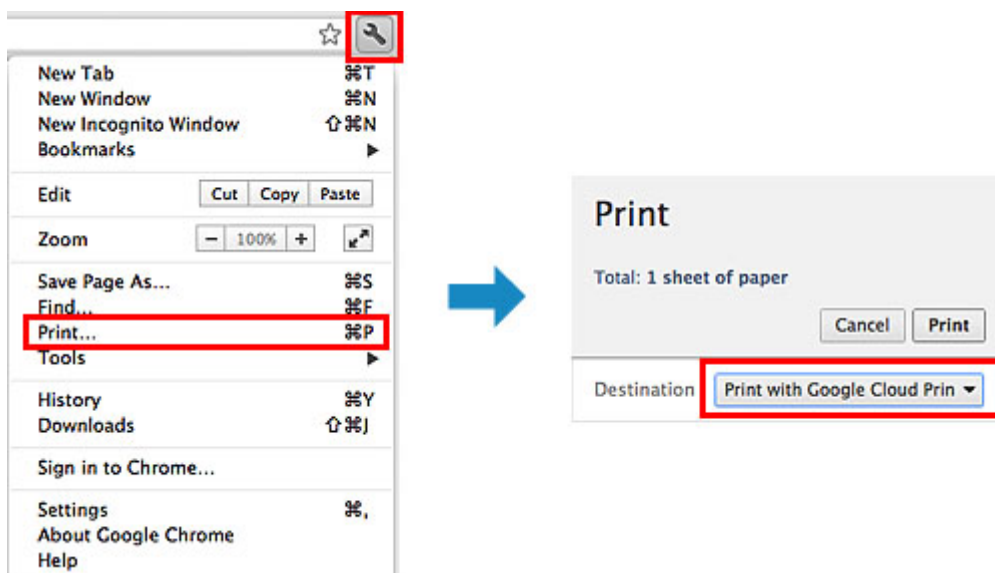 New Tab ⌘T
New Window ⌘N
New Incognito Window ⇧⌘N
Bookmarks ▶
Edit Cut Copy Paste
Zoom − 100% +
Save Page As... ⌘S
Find... ⌘F
Print... ⌘P
Tools ▶
History ⌘Y
Downloads ⇧⌘J
Sign in to Chrome...
Settings ⌘,
About Google Chrome
Help
Print
Total: 1 sheet of paper
Cancel Print
Destination Print with Google Cloud Prin